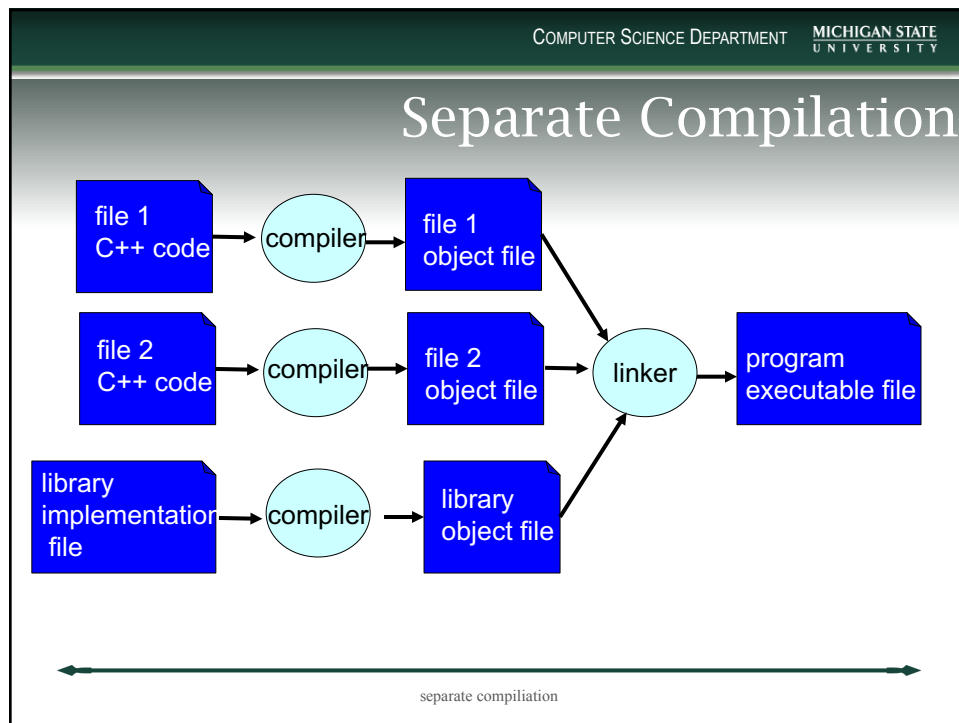 COMPUTER SCIENCE DEPARTMENT
MICHIGAN STATE
UNIVERSITY
Separate Compilation
file 1
C++ code
compiler
file 1
object file
file 2
C++ code
compiler
file 2
object file
linker
program
executable file
library
implementation
file
compiler
library
object file
separate compiliation